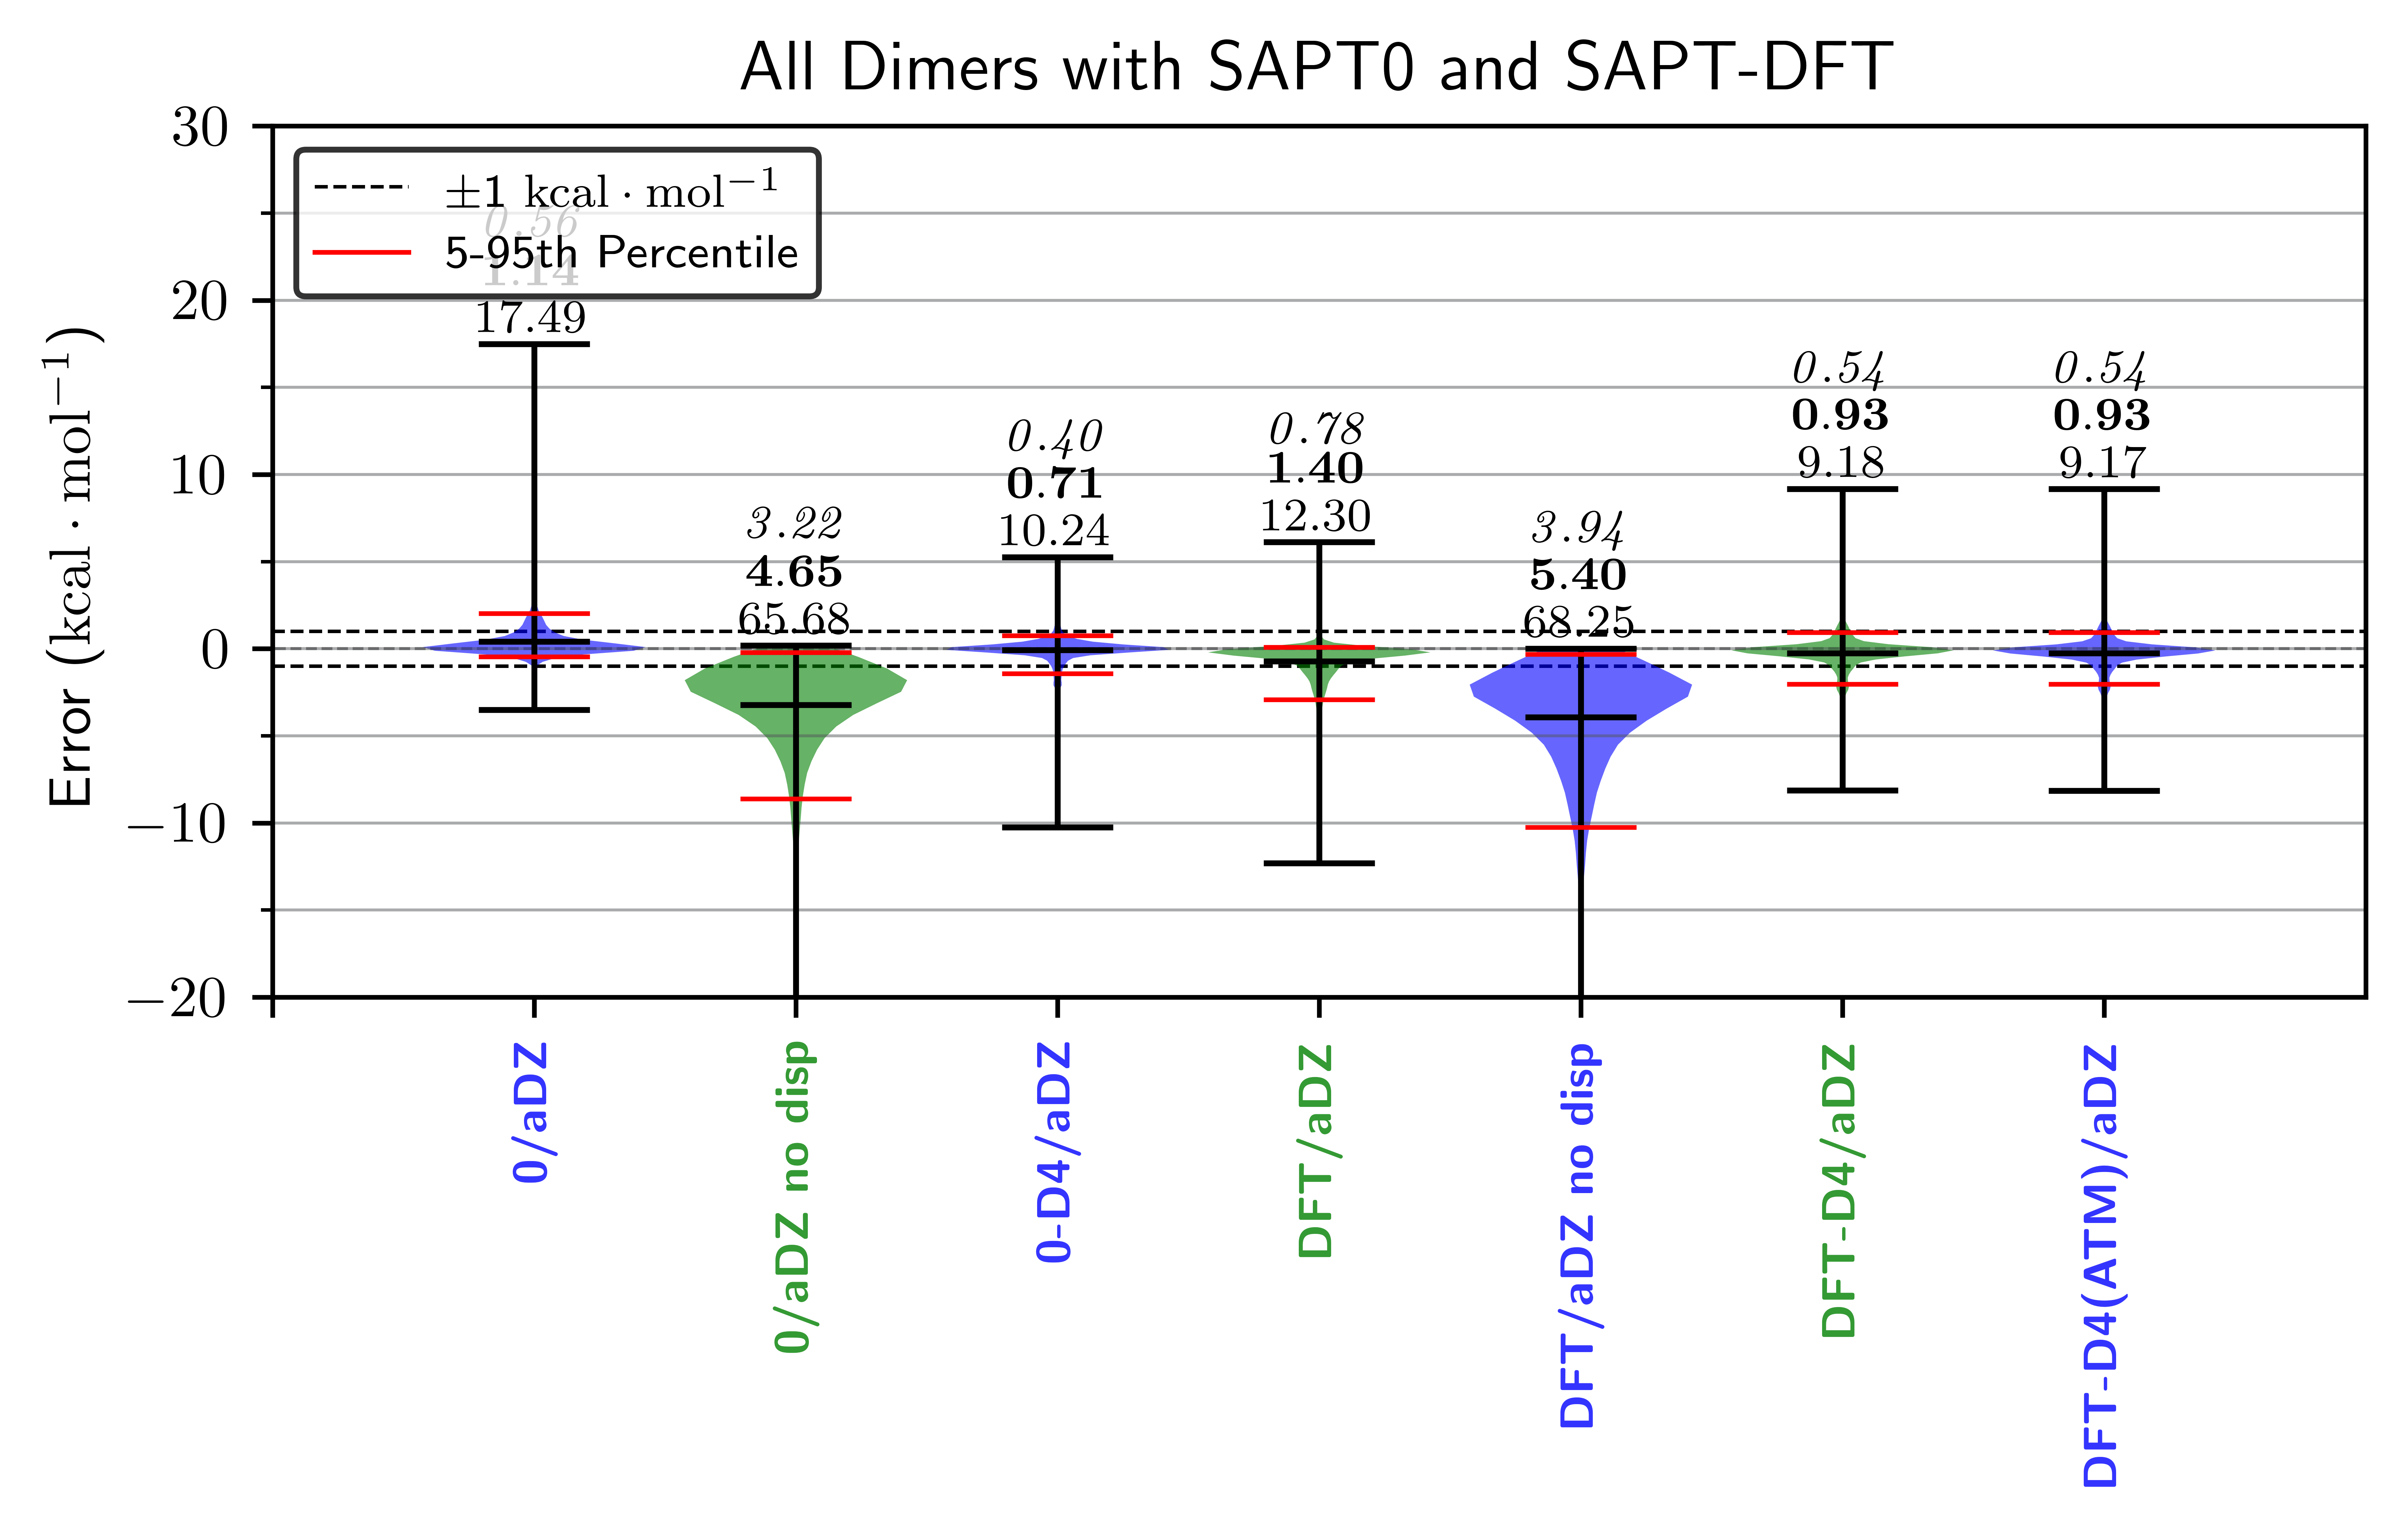 All Dimers with SAPT0 and SAPT-DFT
Error (kcal · mol⁻¹)
30
20
10
0
−10
−20
±1 kcal · mol⁻¹
5-95th Percentile
0.56
1.14
17.49
3.22
4.65
65.68
0.40
0.71
10.24
0.78
1.40
12.30
3.94
5.40
68.25
0.54
0.93
9.18
0.54
0.93
9.17
0/aDZ
0/aDZ no disp
0-D4/aDZ
DFT/aDZ
DFT/aDZ no disp
DFT-D4/aDZ
DFT-D4(ATM)/aDZ